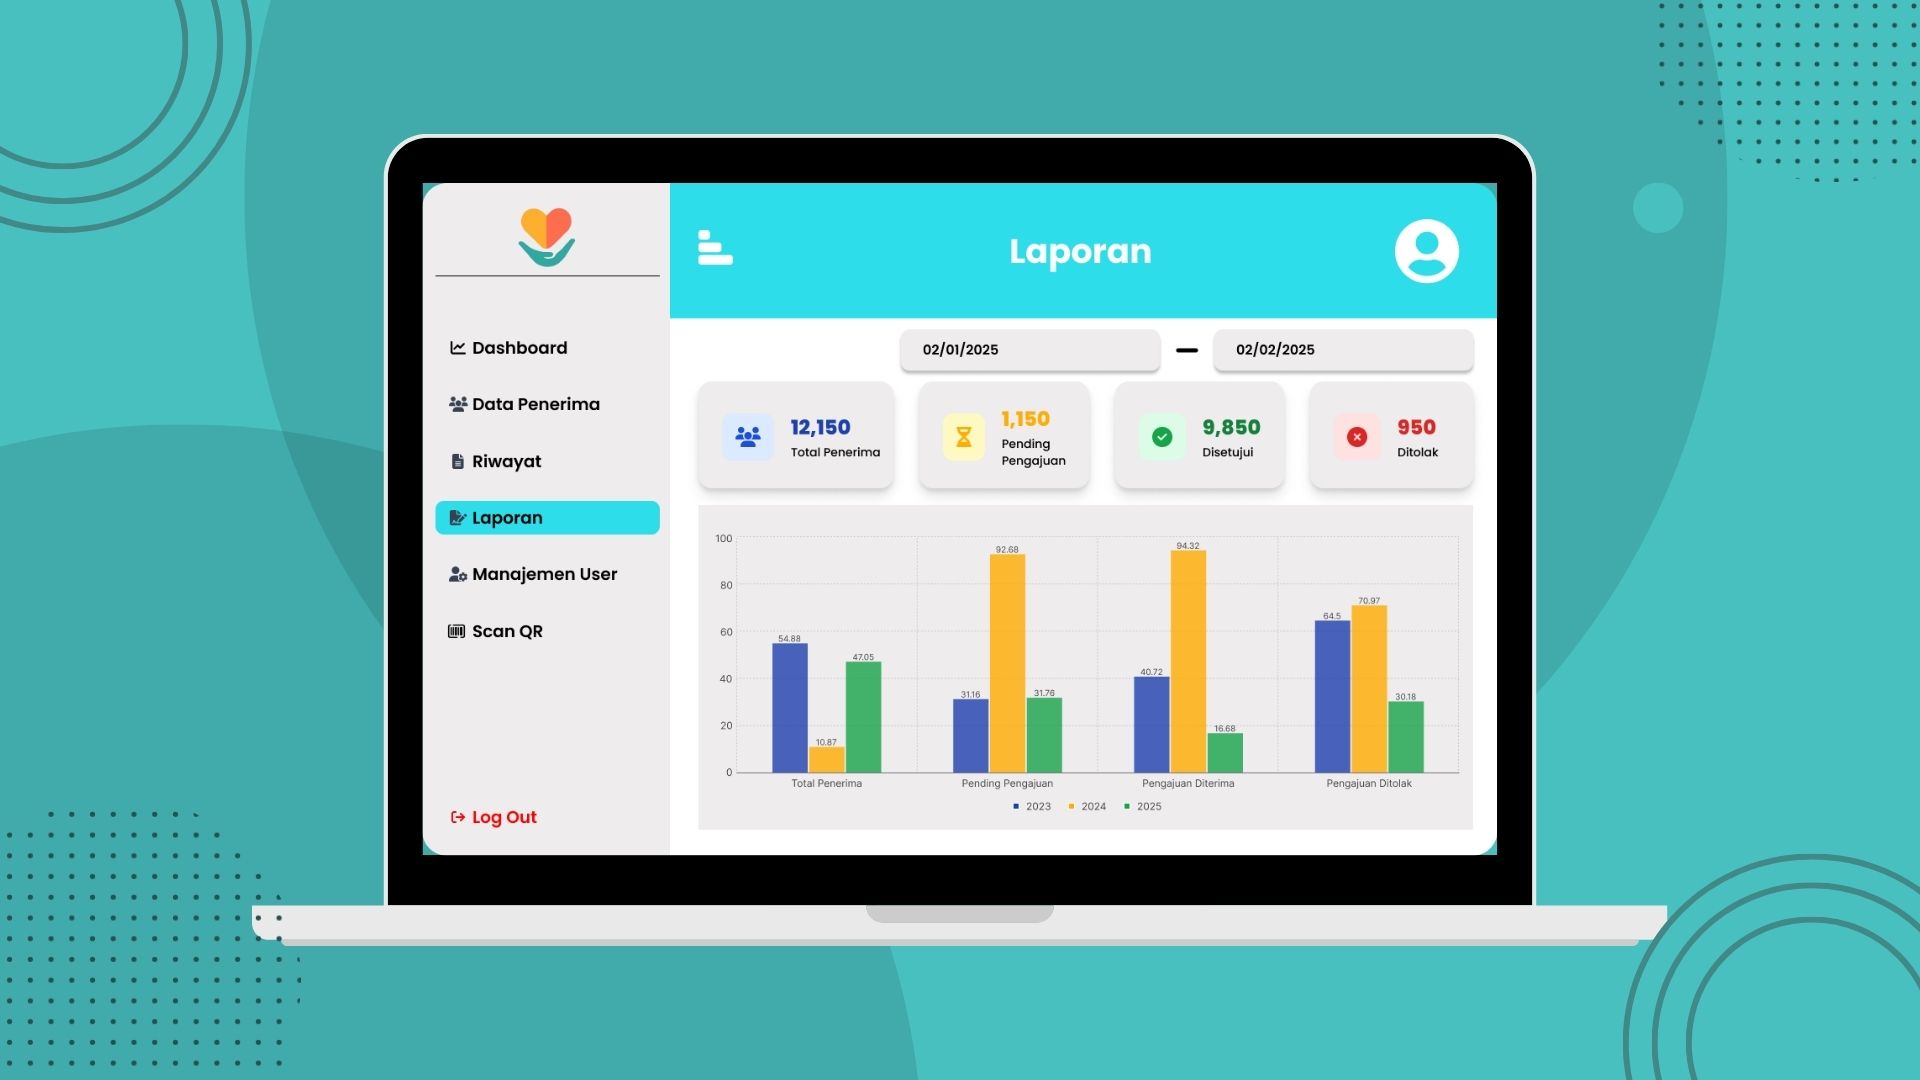 Laporan
Dashboard
Data Penerima
Riwayat
Laporan
Manajemen User
Scan QR
Log Out
02/01/2025
02/02/2025
12,150
Total Penerima
1,150
Pending
Pengajuan
9,850
Disetujui
950
Ditolak
100
80
60
40
20
0
54.88
10.87
47.05
31.16
92.68
31.76
40.72
94.32
16.68
64.5
70.97
30.18
Total Penerima
Pending Pengajuan
Pengajuan Diterima
Pengajuan Ditolak
2023 2024 2025